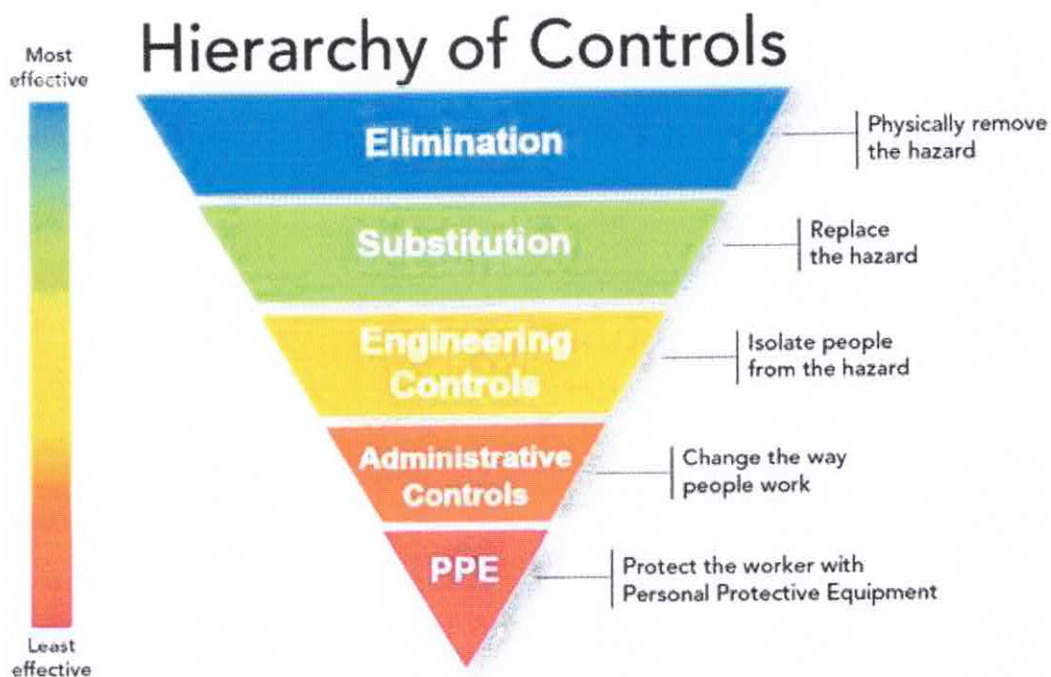 Hierarchy of Controls
Most
effective
Elimination
Physically remove
the hazard
Substitution
Replace
the hazard
Engineering
Controls
Isolate people
from the hazard
Administrative
Controls
Change the way
people work
PPE
Protect the worker with
Personal Protective Equipment
Least
effective